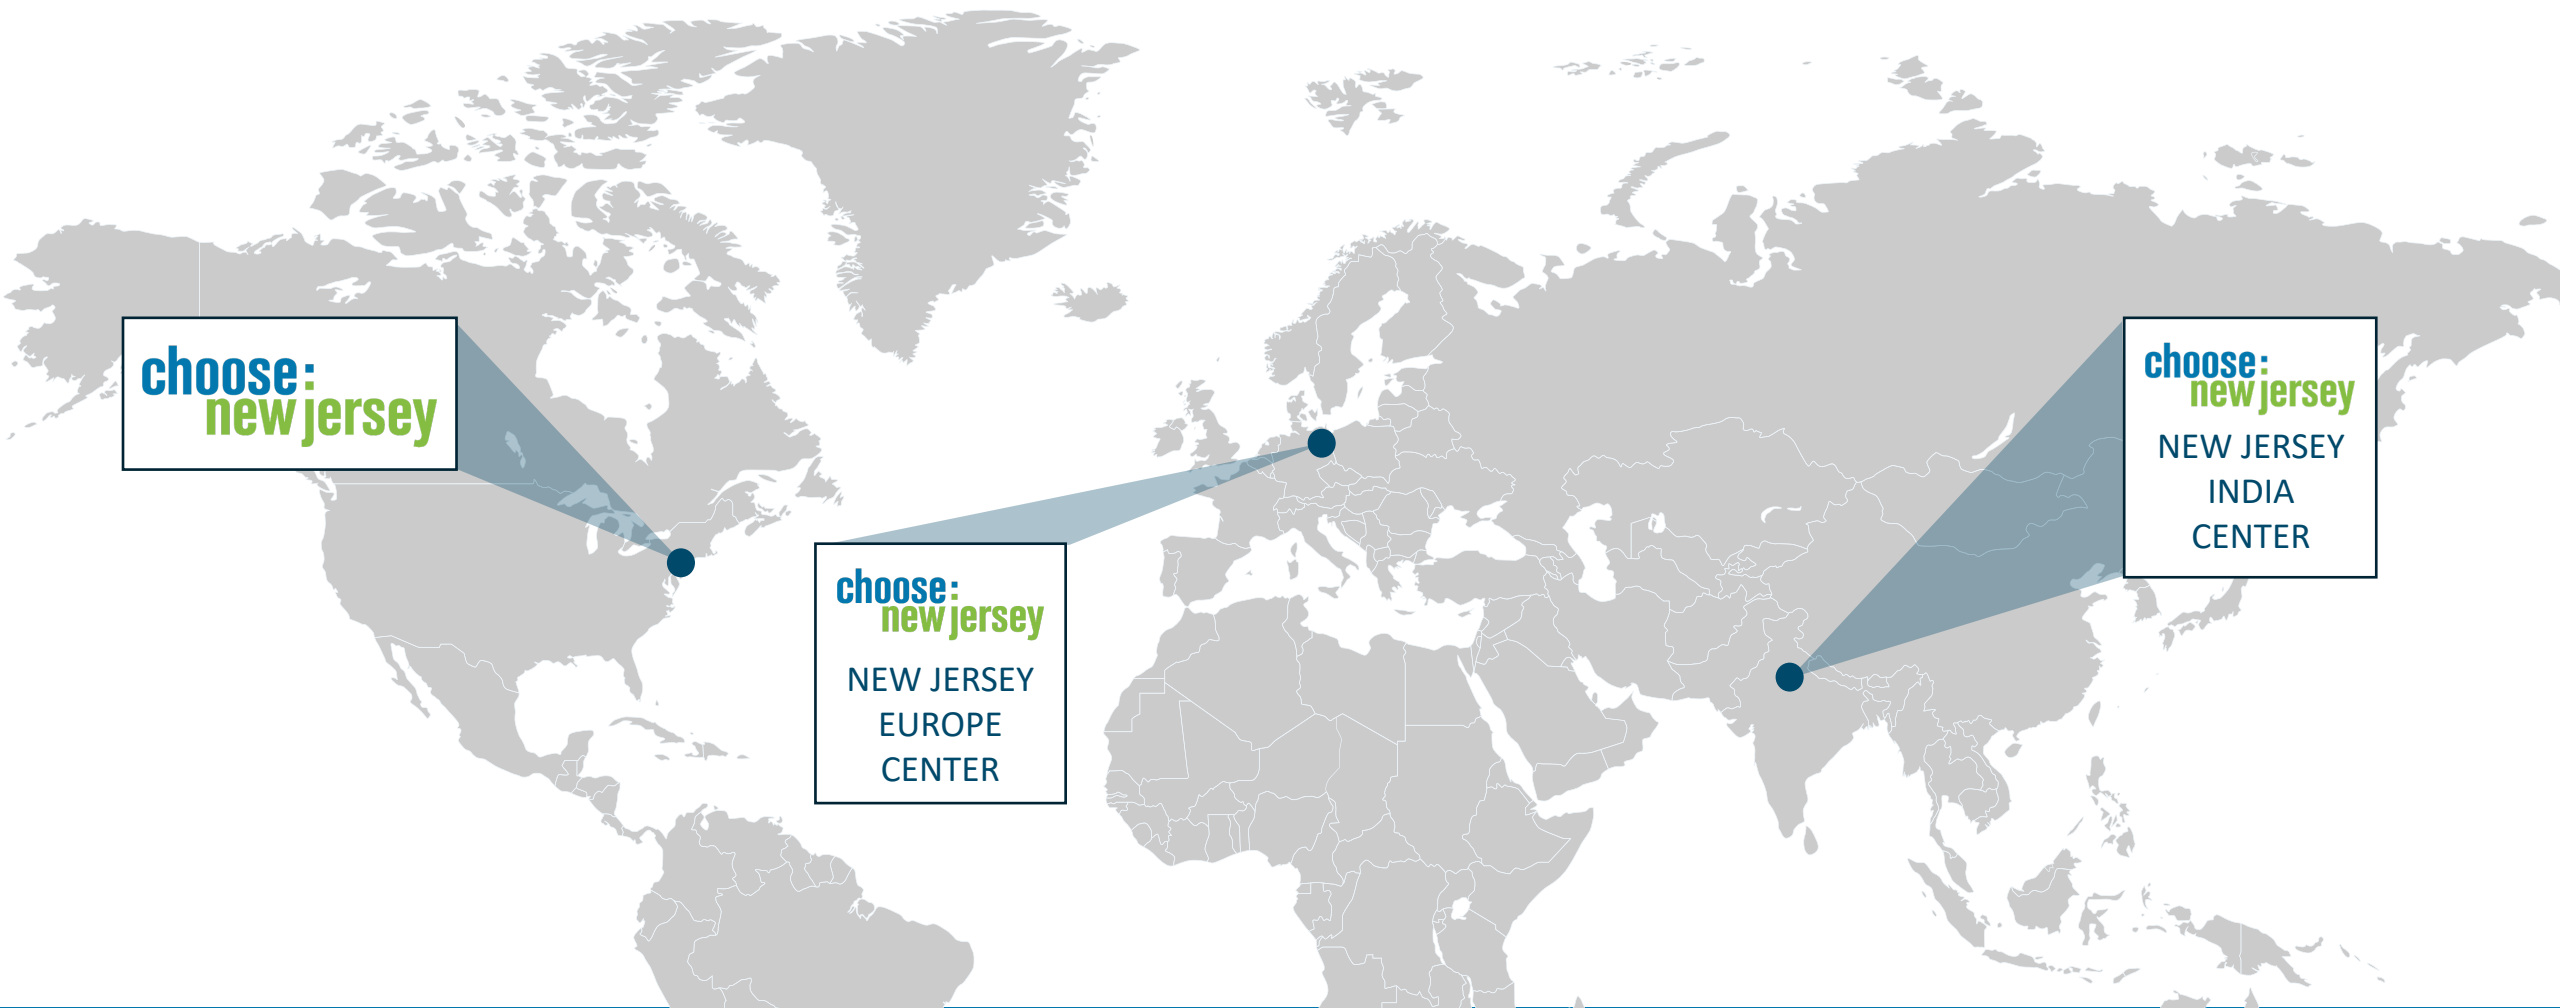 choose:
new jersey
choose:
new jersey
NEW JERSEY
EUROPE
CENTER
choose:
new jersey
NEW JERSEY
INDIA
CENTER